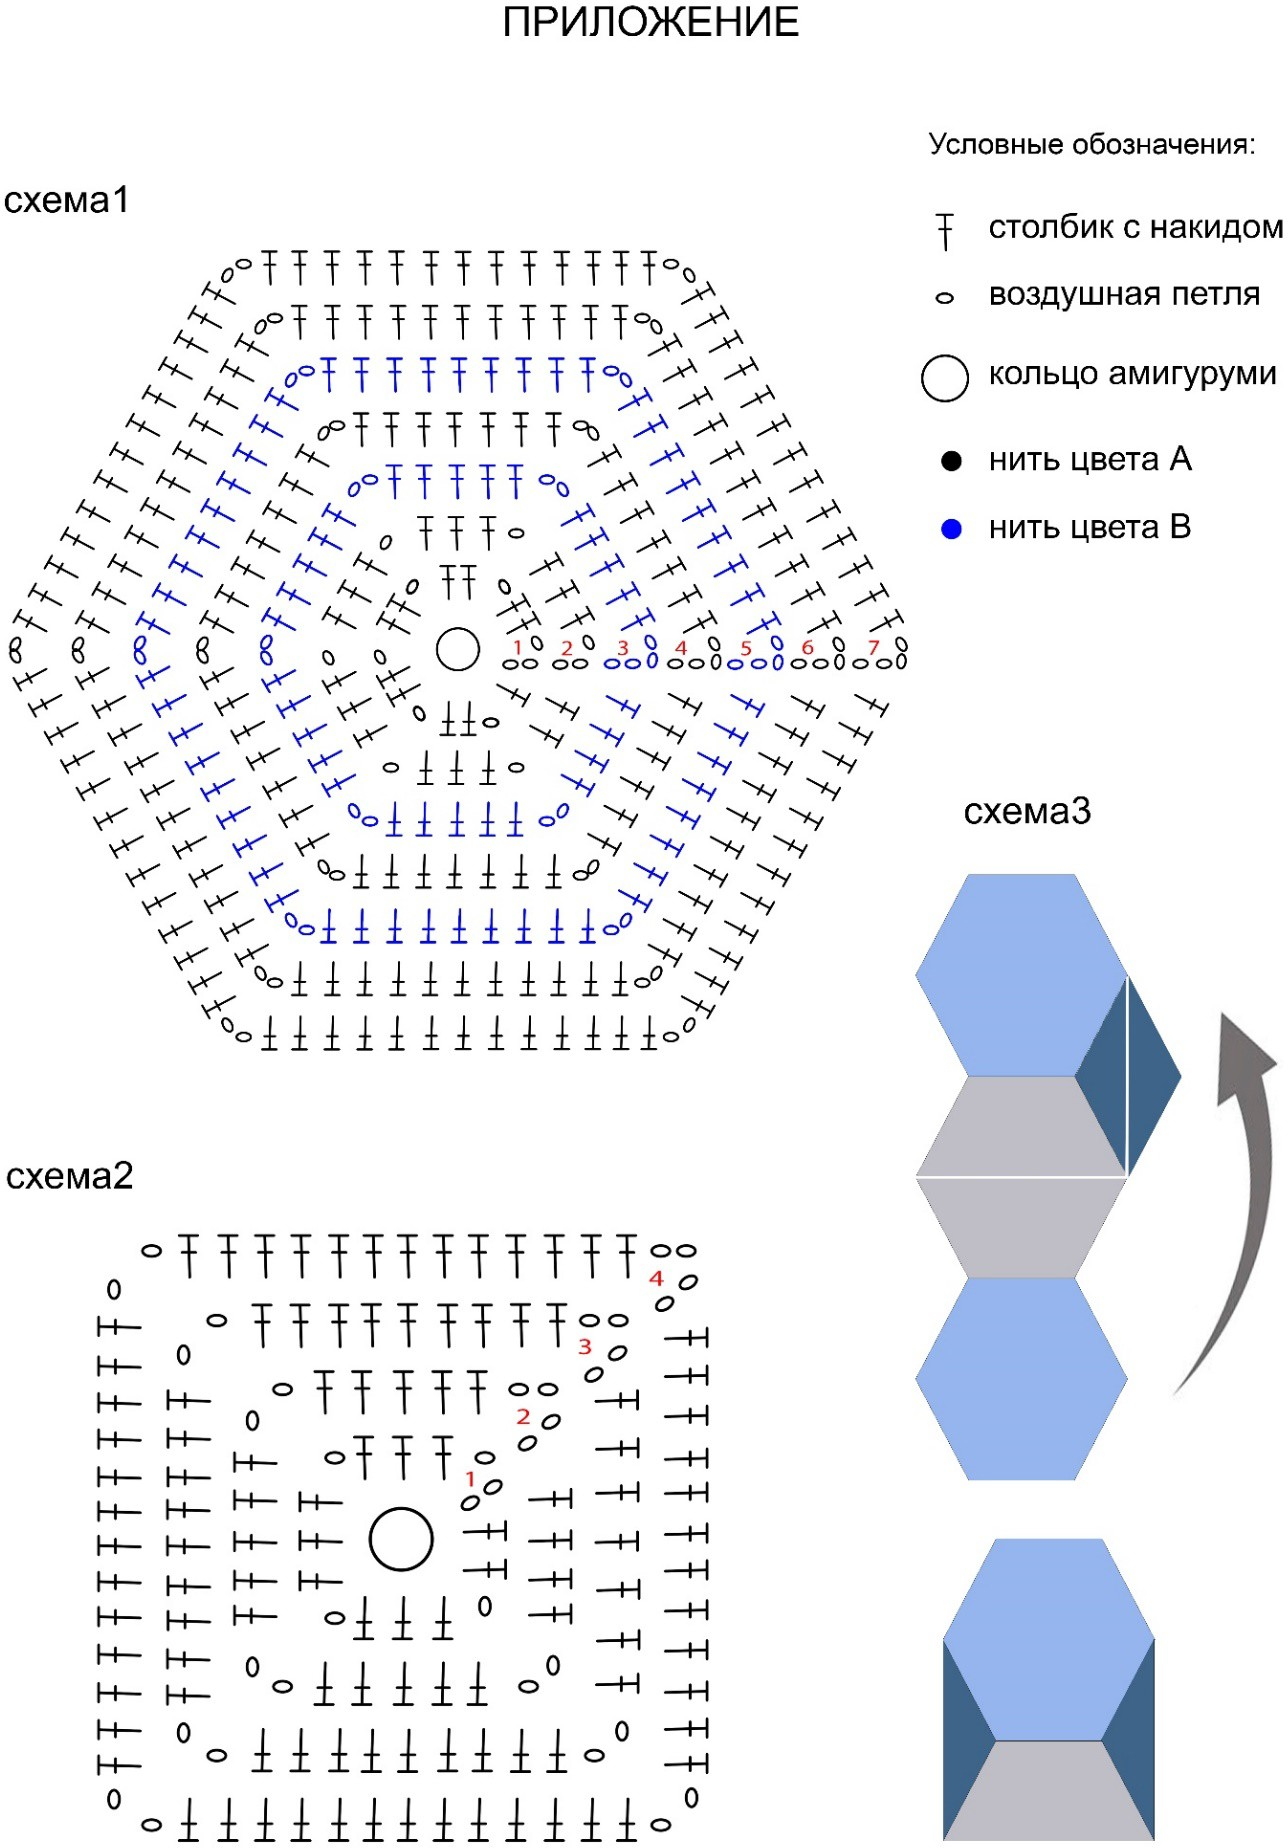 ПРИЛОЖЕНИЕ
Условные обозначения:
схема1
столбик с накидом
воздушная петля
кольцо амигуруми
нить цвета А
нить цвета В
1 2 3 4 5 6 7
схема3
схема2
4
3
2
1